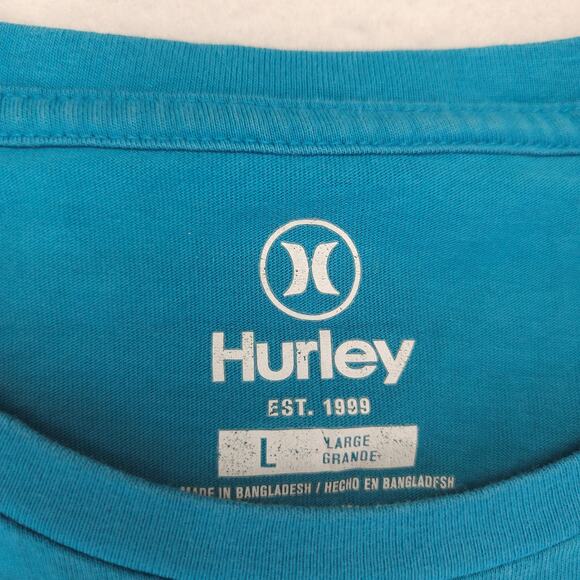 Hurley
EST. 1999
L LARGE
GRANDE
MADE IN BANGLADESH / HECHO EN BANGLADESH